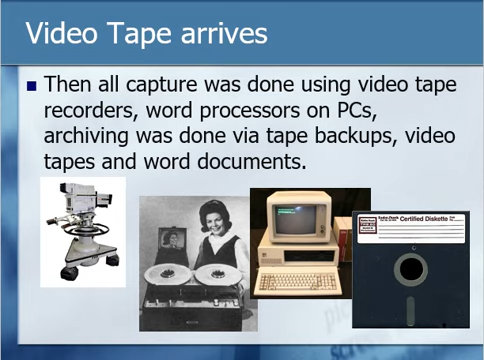 Video Tape arrives
Then all capture was done using video tape
recorders, word processors on PCs,
archiving was done via tape backups, video
tapes and word documents.
Certified Diskette